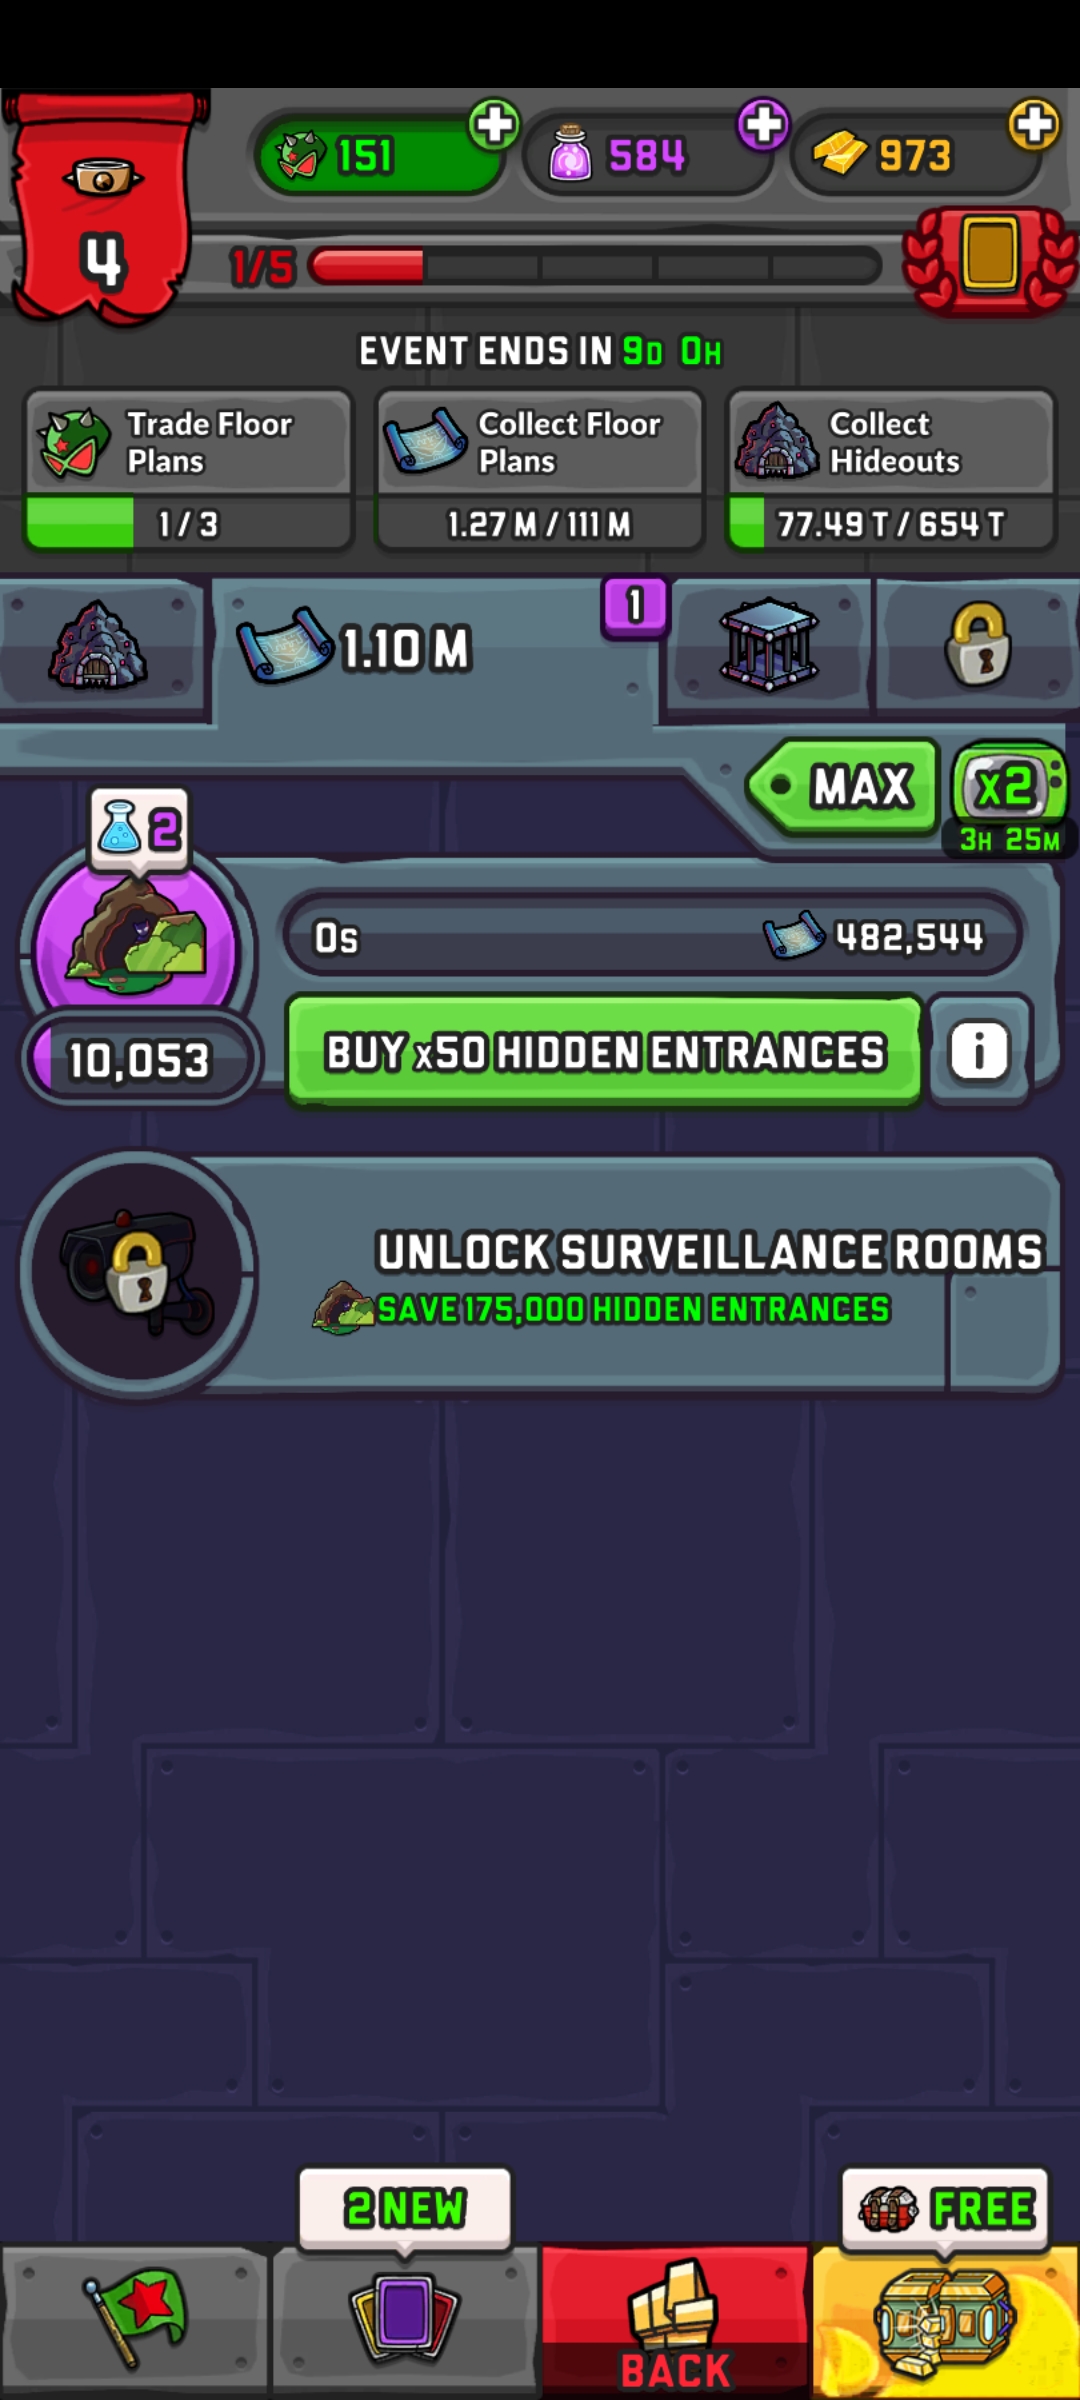 151
584
973
4
1/5
EVENT ENDS IN 9D 0H
Trade Floor
Plans
1 / 3
Collect Floor
Plans
1.27 M / 111 M
Collect
Hideouts
77.49 T / 654 T
1.10 M
1
MAX
x2
3H 25M
2
0s
482,544
10,053
BUY x50 HIDDEN ENTRANCES
i
UNLOCK SURVEILLANCE ROOMS
SAVE 175,000 HIDDEN ENTRANCES
2 NEW
FREE
BACK